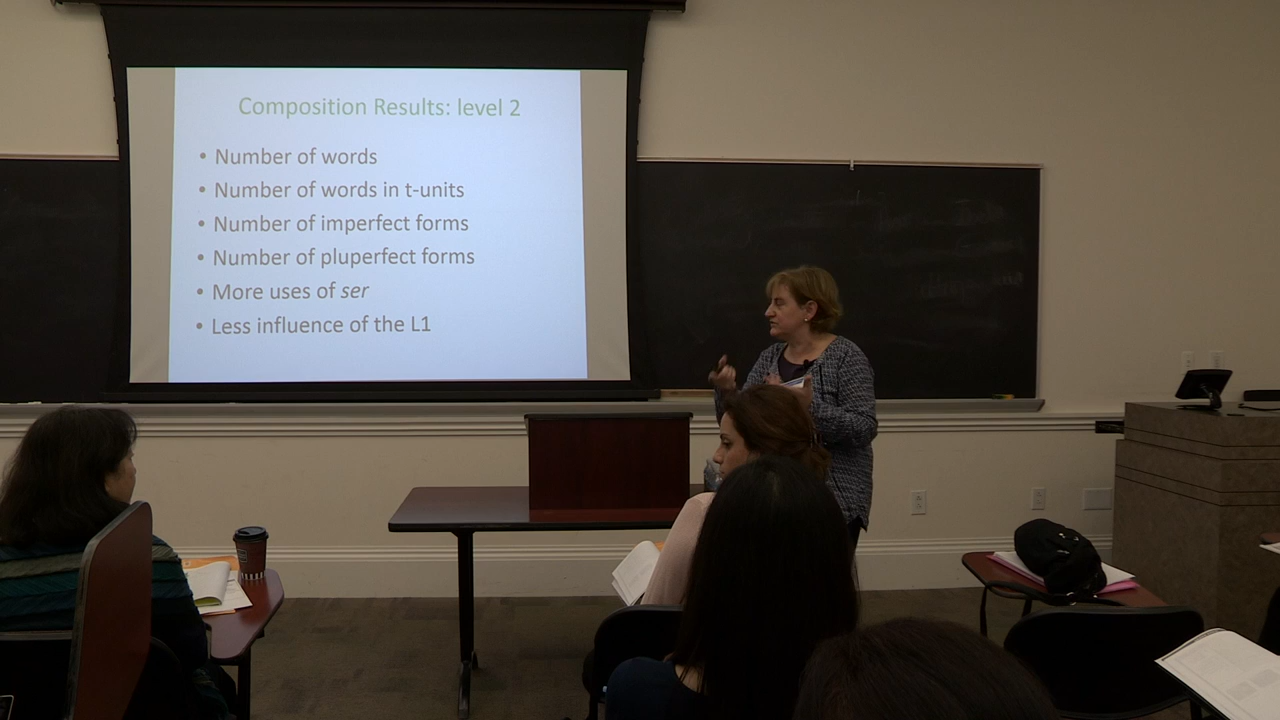 Composition Results: level 2
• Number of words
• Number of words in t-units
• Number of imperfect forms
• Number of pluperfect forms
• More uses of ser
• Less influence of the L1